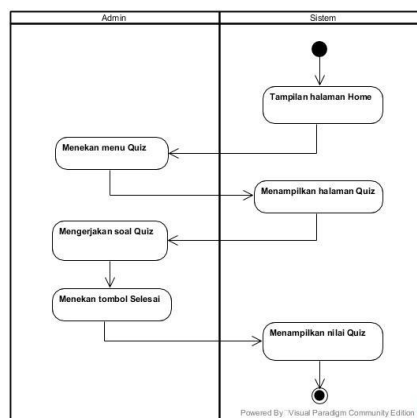 Admin
Sistem
Tampilan halaman Home
Menekan menu Quiz
Menampilkan halaman Quiz
Mengerjakan soal Quiz
Menekan tombol Selesai
Menampilkan nilai Quiz
Powered By Visual Paradigm Community Edition